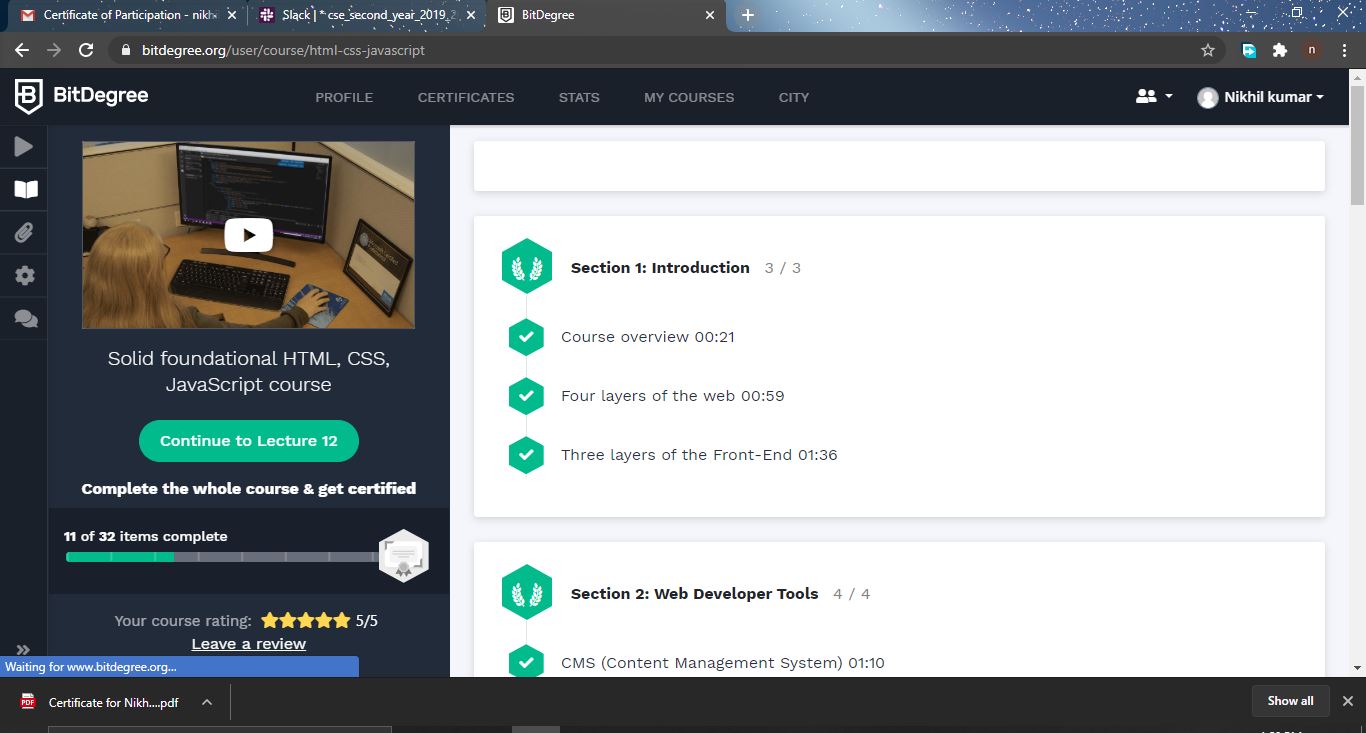 Certificate of Participation - nikh
Slack | * cse_second_year_2019_2
BitDegree
bitdegree.org/user/course/html-css-javascript
n
BitDegree
PROFILE
CERTIFICATES
STATS
MY COURSES
CITY
Nikhil kumar
Solid foundational HTML, CSS,
JavaScript course
Continue to Lecture 12
Complete the whole course & get certified
11 of 32 items complete
Your course rating: 5/5
Leave a review
Section 1: Introduction 3 / 3
Course overview 00:21
Four layers of the web 00:59
Three layers of the Front-End 01:36
Section 2: Web Developer Tools 4 / 4
CMS (Content Management System) 01:10
Waiting for www.bitdegree.org...
PDF
Certificate for Nikh....pdf
Show all